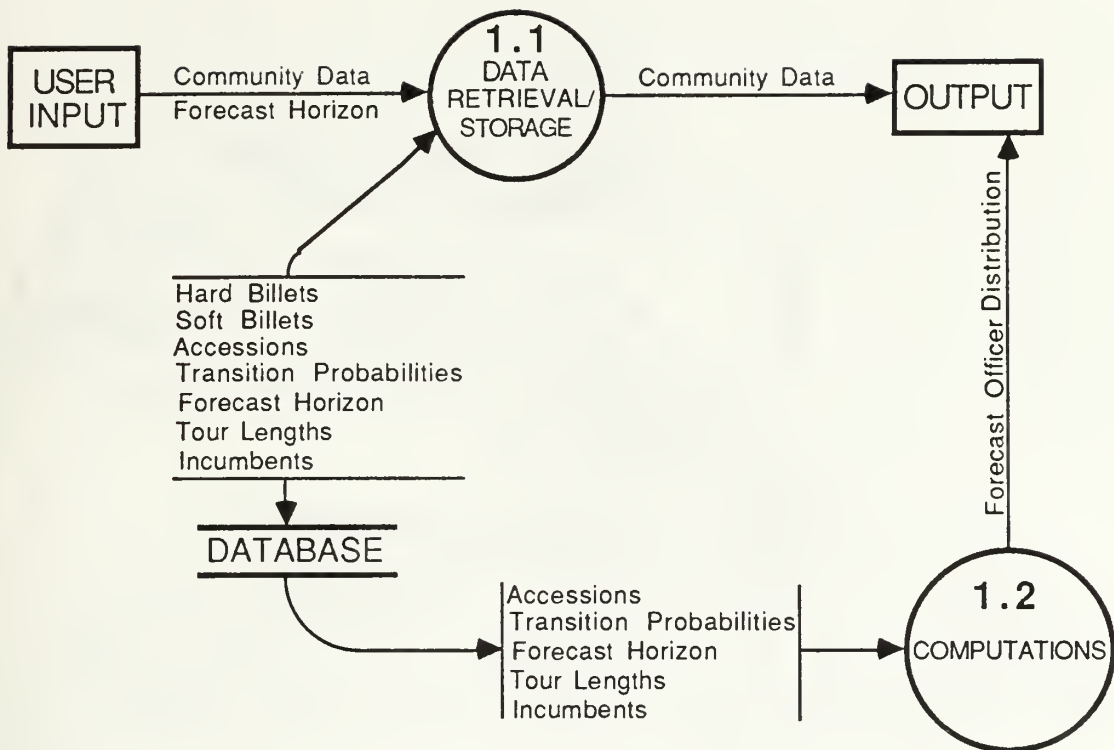 USER
INPUT
Community Data
Forecast Horizon
1.1
DATA
RETRIEVAL/
STORAGE
Community Data
OUTPUT
Hard Billets
Soft Billets
Accessions
Transition Probabilities
Forecast Horizon
Tour Lengths
Incumbents
Forecast Officer Distribution
DATABASE
Accessions
Transition Probabilities
Forecast Horizon
Tour Lengths
Incumbents
1.2
COMPUTATIONS